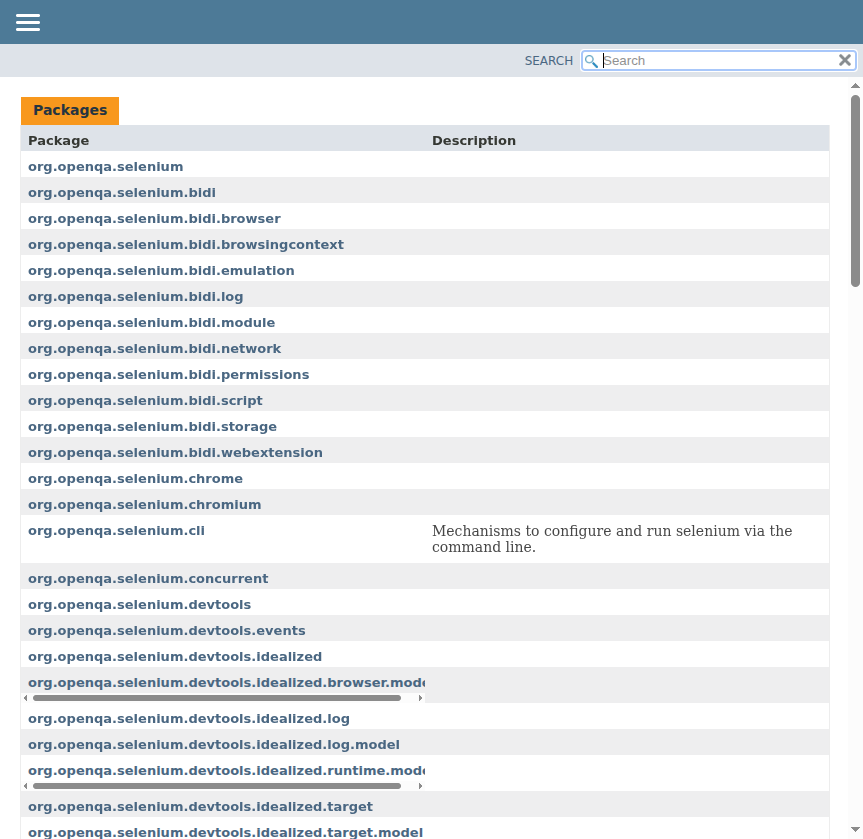 SEARCH Search
Packages
Package Description
org.openqa.selenium
org.openqa.selenium.bidi
org.openqa.selenium.bidi.browser
org.openqa.selenium.bidi.browsingcontext
org.openqa.selenium.bidi.emulation
org.openqa.selenium.bidi.log
org.openqa.selenium.bidi.module
org.openqa.selenium.bidi.network
org.openqa.selenium.bidi.permissions
org.openqa.selenium.bidi.script
org.openqa.selenium.bidi.storage
org.openqa.selenium.bidi.webextension
org.openqa.selenium.chrome
org.openqa.selenium.chromium
org.openqa.selenium.cli Mechanisms to configure and run selenium via the
command line.
org.openqa.selenium.concurrent
org.openqa.selenium.devtools
org.openqa.selenium.devtools.events
org.openqa.selenium.devtools.idealized
org.openqa.selenium.devtools.idealized.browser.mod
org.openqa.selenium.devtools.idealized.log
org.openqa.selenium.devtools.idealized.log.model
org.openqa.selenium.devtools.idealized.runtime.mod
org.openqa.selenium.devtools.idealized.target
org.openqa.selenium.devtools.idealized.target.model